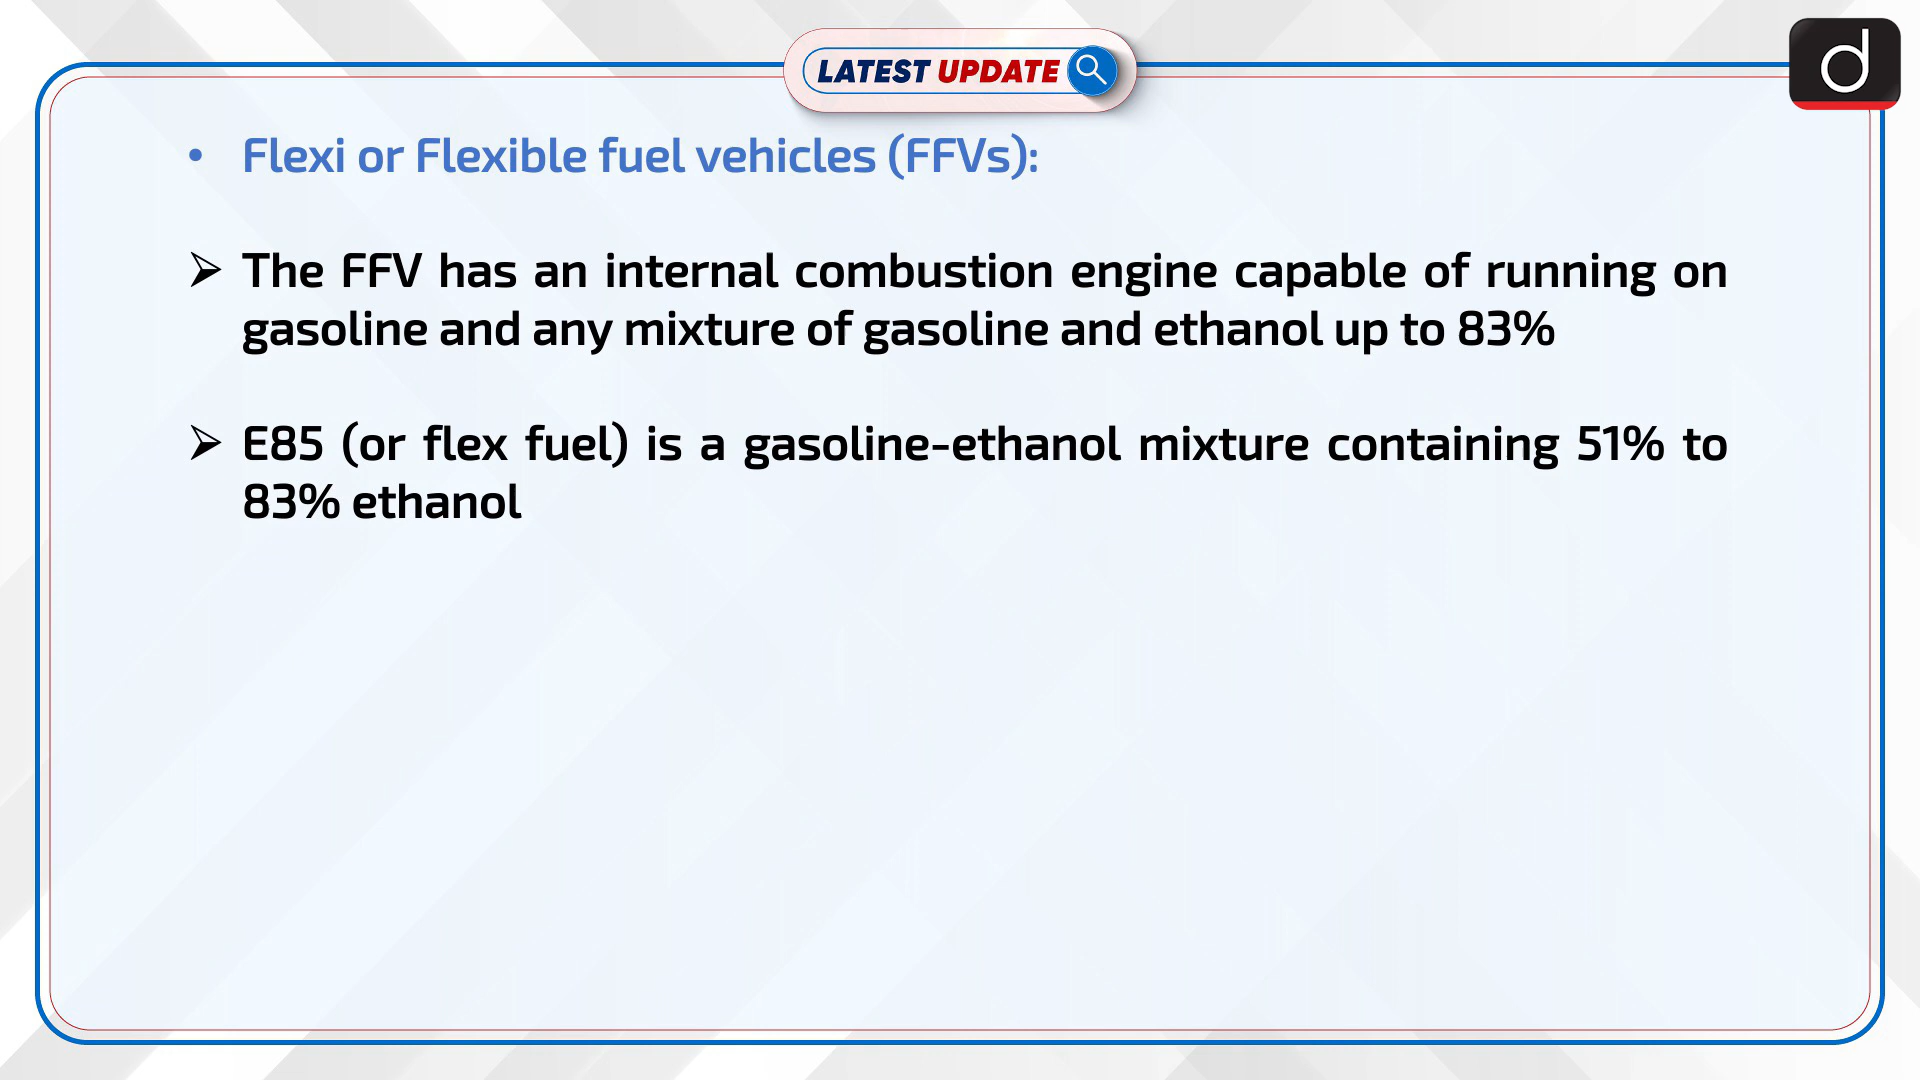 LATEST UPDATE
d
• Flexi or Flexible fuel vehicles (FFVs):
➢ The FFV has an internal combustion engine capable of running on
gasoline and any mixture of gasoline and ethanol up to 83%
➢ E85 (or flex fuel) is a gasoline-ethanol mixture containing 51% to
83% ethanol